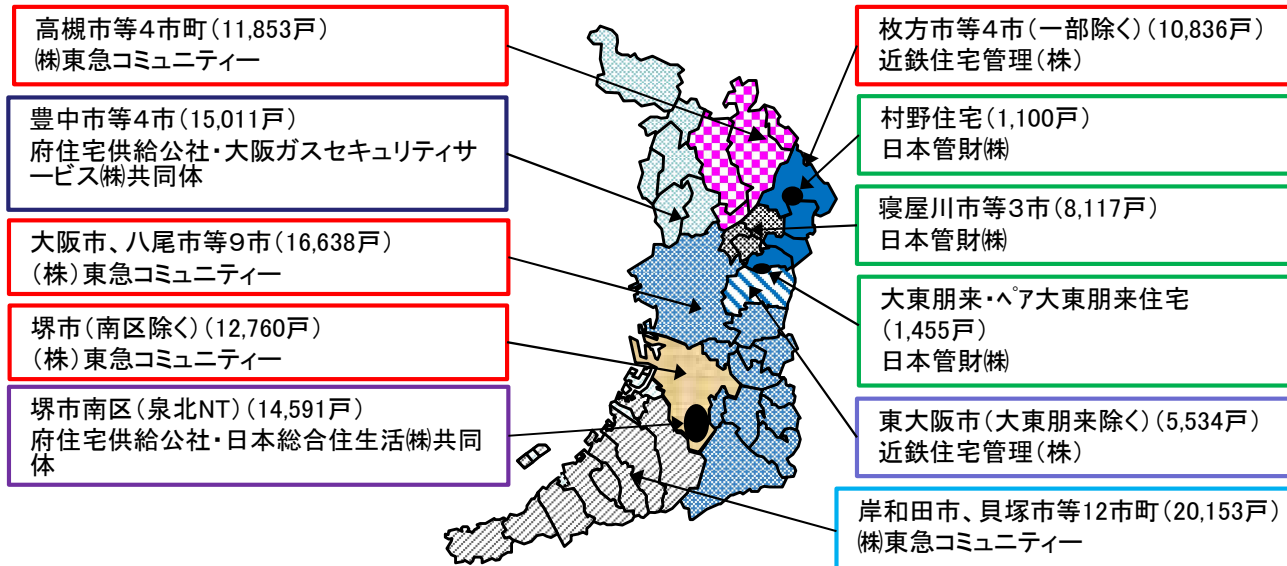 高槻市等4市町(11,853戸)
㈱東急コミュニティー
豊中市等4市(15,011戸)
府住宅供給公社・大阪ガスセキュリティサ
ービス㈱共同体
大阪市、八尾市等9市(16,638戸)
(株)東急コミュニティー
堺市(南区除く)(12,760戸)
(株)東急コミュニティー
堺市南区(泉北NT)(14,591戸)
府住宅供給公社・日本総合住生活㈱共同
体
枚方市等4市(一部除く)(10,836戸)
近鉄住宅管理(株)
村野住宅(1,100戸)
日本管財㈱
寝屋川市等3市(8,117戸)
日本管財㈱
大東朋来・ペア大東朋来住宅
(1,455戸)
日本管財㈱
東大阪市(大東朋来除く)(5,534戸)
近鉄住宅管理(株)
岸和田市、貝塚市等12市町(20,153戸)
㈱東急コミュニティー